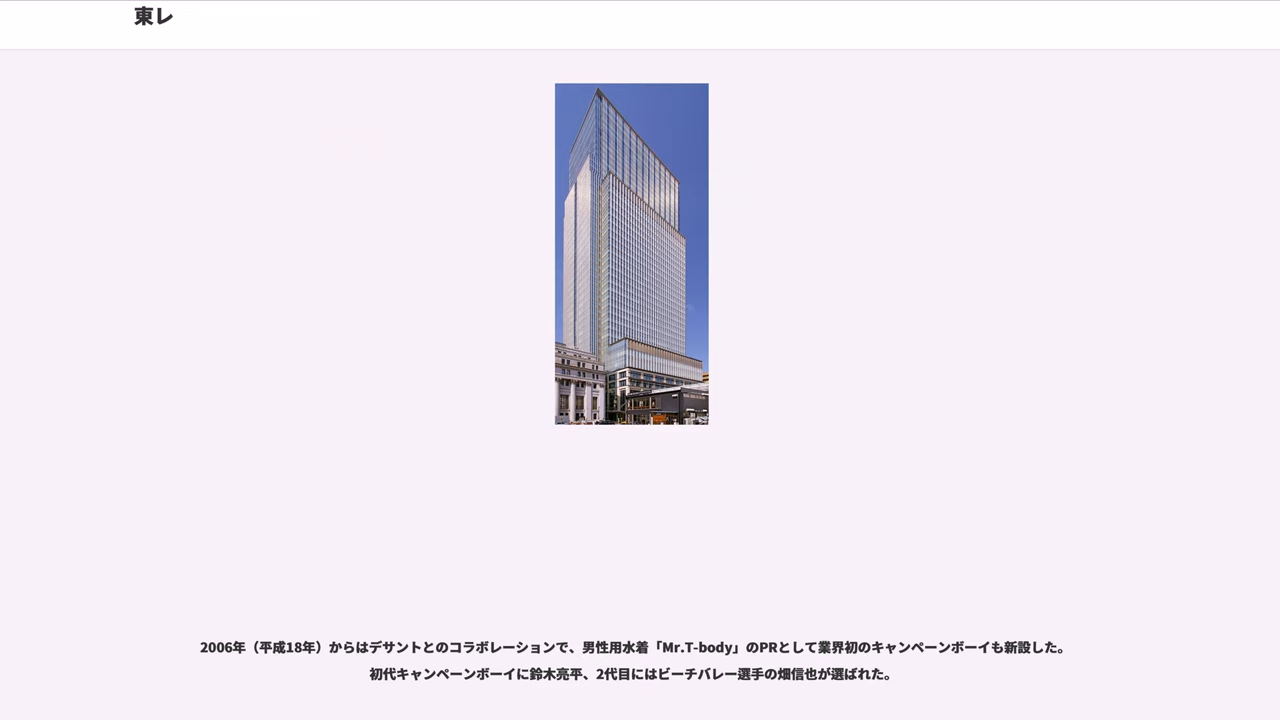 東レ
2006年（平成18年）からはデサントとのコラボレーションで、男性用水着「Mr.T-body」のPRとして業界初のキャンペーンボーイも新設した。
初代キャンペーンボーイに鈴木亮平、2代目にはビーチバレー選手の畑信也が選ばれた。